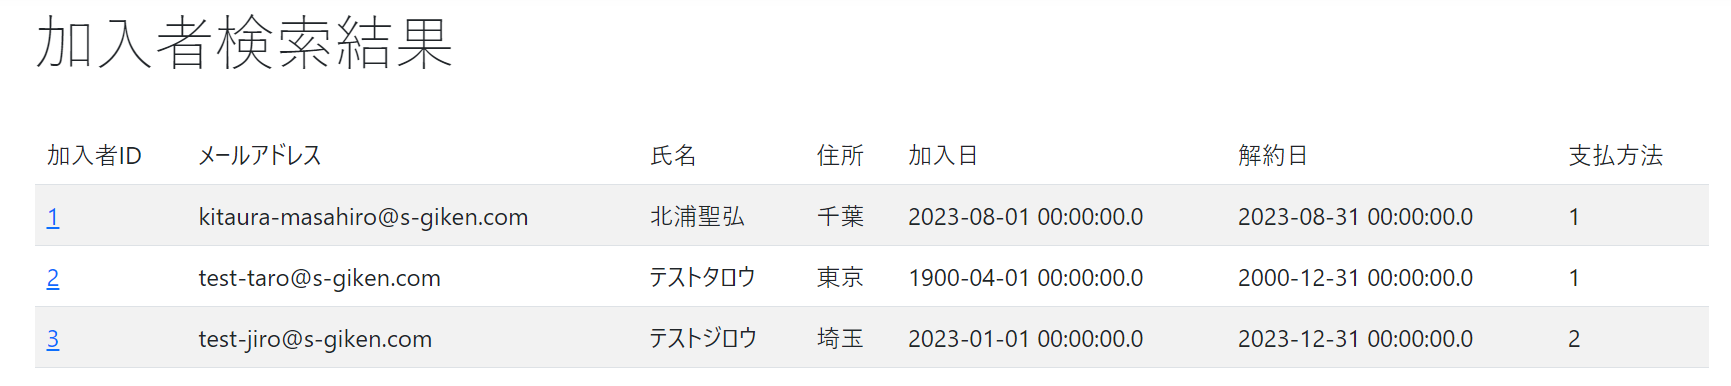 加入者検索結果
加入者ID メールアドレス 氏名 住所 加入日 解約日 支払方法
1 kitaura-masahiro@s-giken.com 北浦聖弘 千葉 2023-08-01 00:00:00.0 2023-08-31 00:00:00.0 1
2 test-taro@s-giken.com テストタロウ 東京 1900-04-01 00:00:00.0 2000-12-31 00:00:00.0 1
3 test-jiro@s-giken.com テストジロウ 埼玉 2023-01-01 00:00:00.0 2023-12-31 00:00:00.0 2